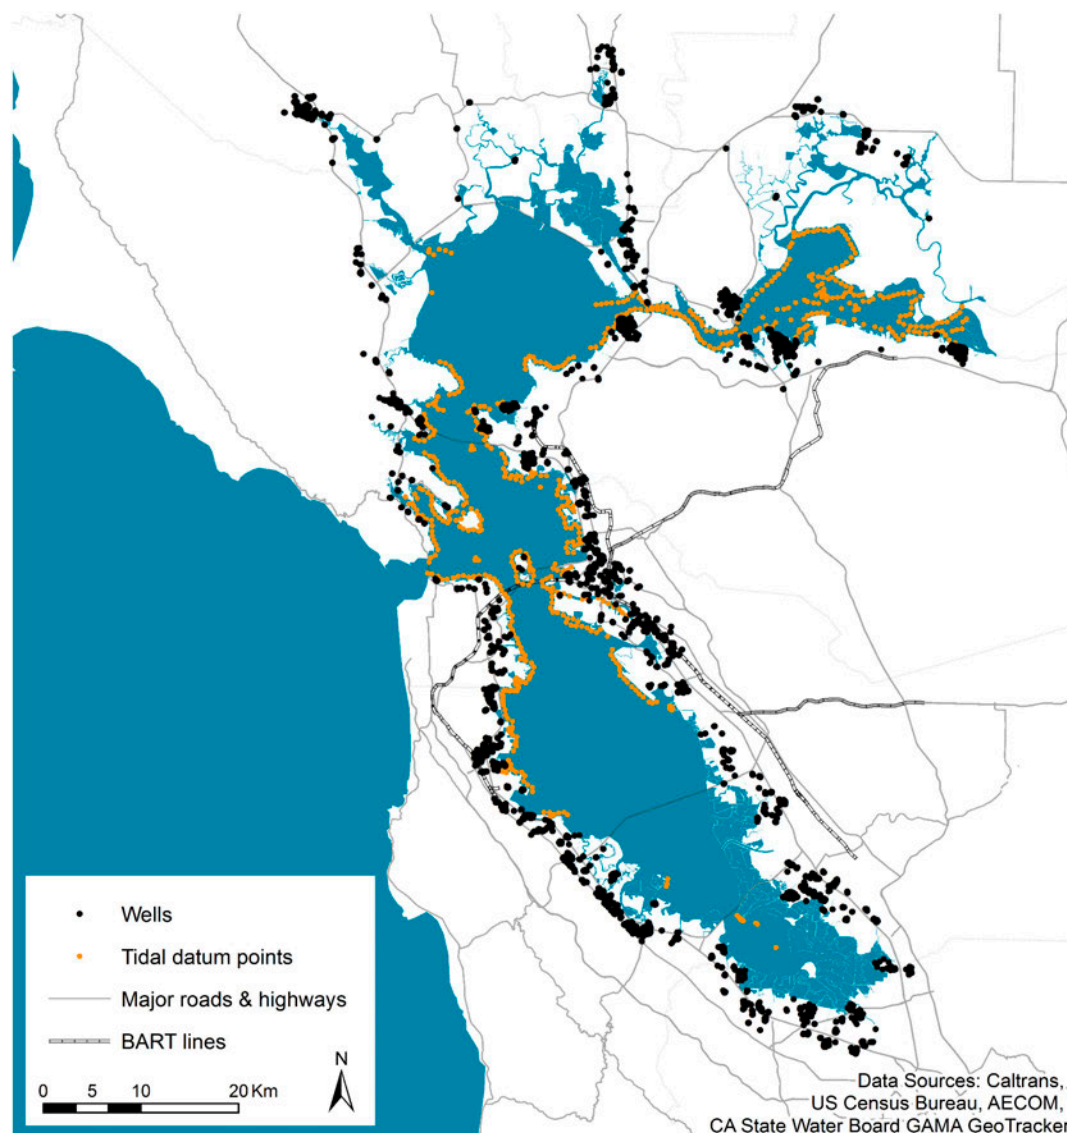 Wells
Tidal datum points
Major roads & highways
BART lines
N
0 5 10 20 Km
Data Sources: Caltrans,
US Census Bureau, AECOM,
CA State Water Board GAMA GeoTracker